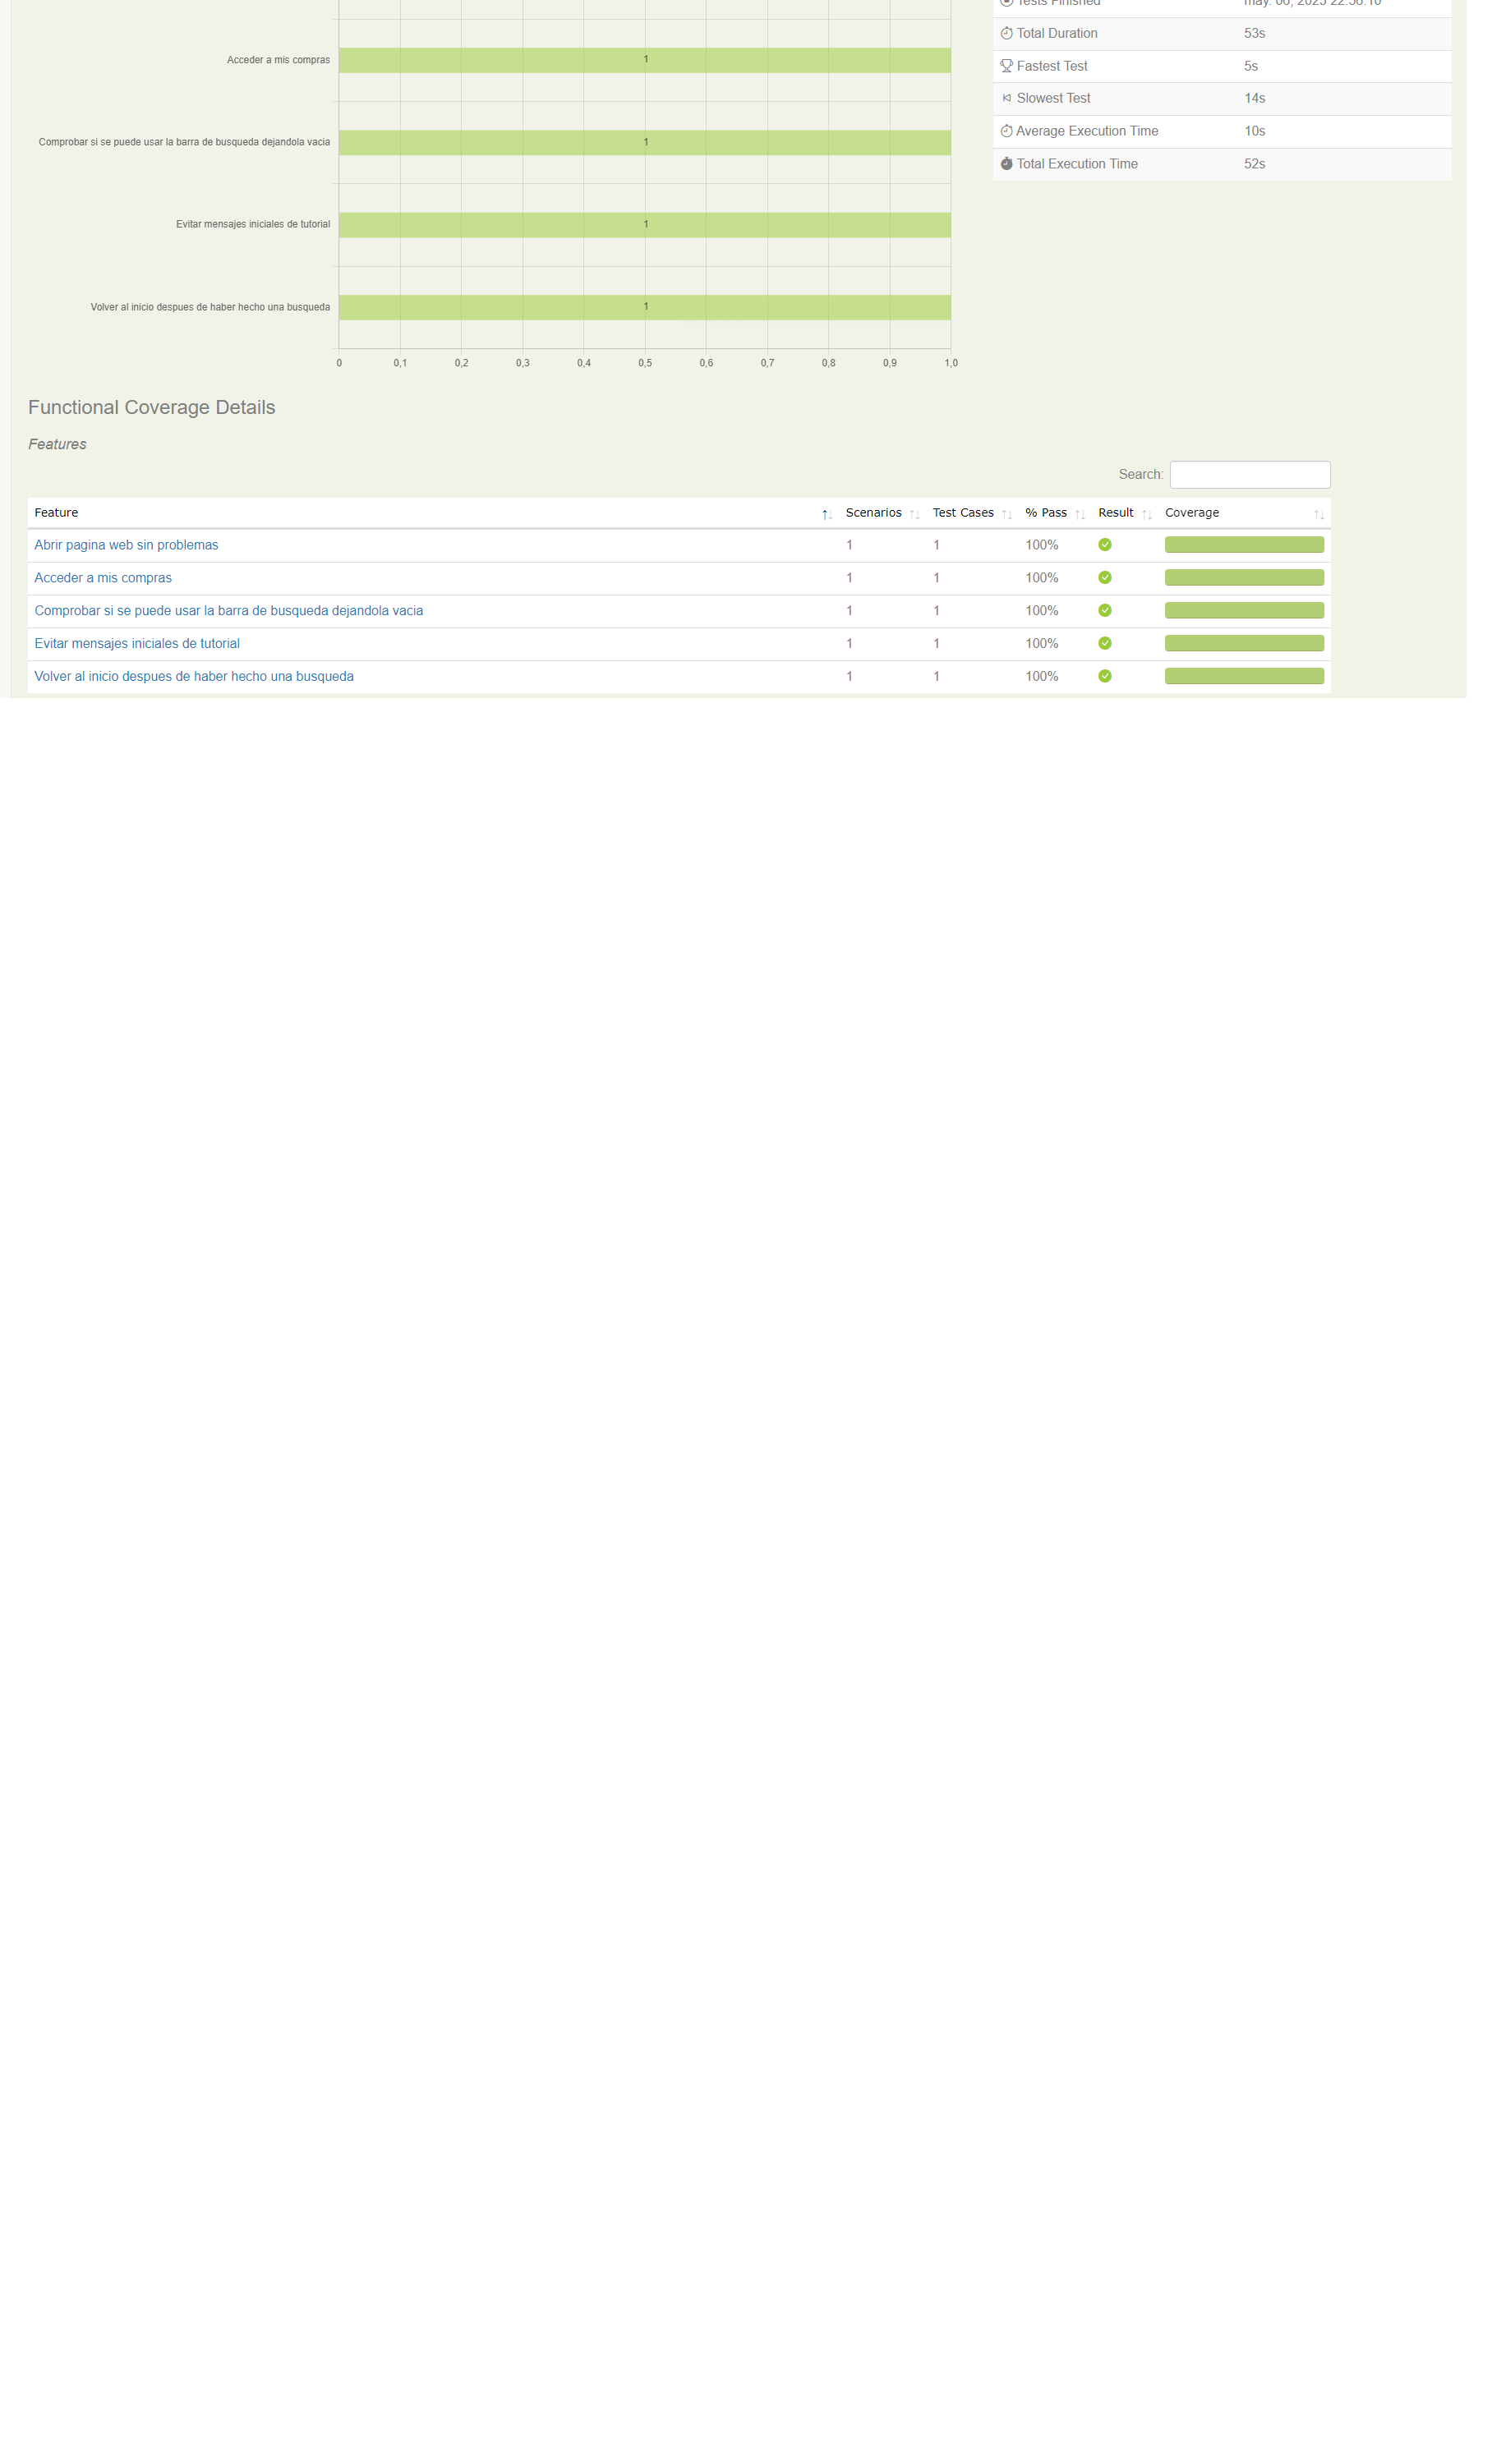 Tests Finished may. 06, 2023 22:56:10
Acceder a mis compras 1
Total Duration 53s
Fastest Test 5s
Slowest Test 14s
Comprobar si se puede usar la barra de busqueda dejandola vacia 1
Average Execution Time 10s
Total Execution Time 52s
Evitar mensajes iniciales de tutorial 1
Volver al inicio despues de haber hecho una busqueda 1
0 0,1 0,2 0,3 0,4 0,5 0,6 0,7 0,8 0,9 1,0
Functional Coverage Details
Features
Search:
Feature Scenarios Test Cases % Pass Result Coverage
Abrir pagina web sin problemas 1 1 100%
Acceder a mis compras 1 1 100%
Comprobar si se puede usar la barra de busqueda dejandola vacia 1 1 100%
Evitar mensajes iniciales de tutorial 1 1 100%
Volver al inicio despues de haber hecho una busqueda 1 1 100%